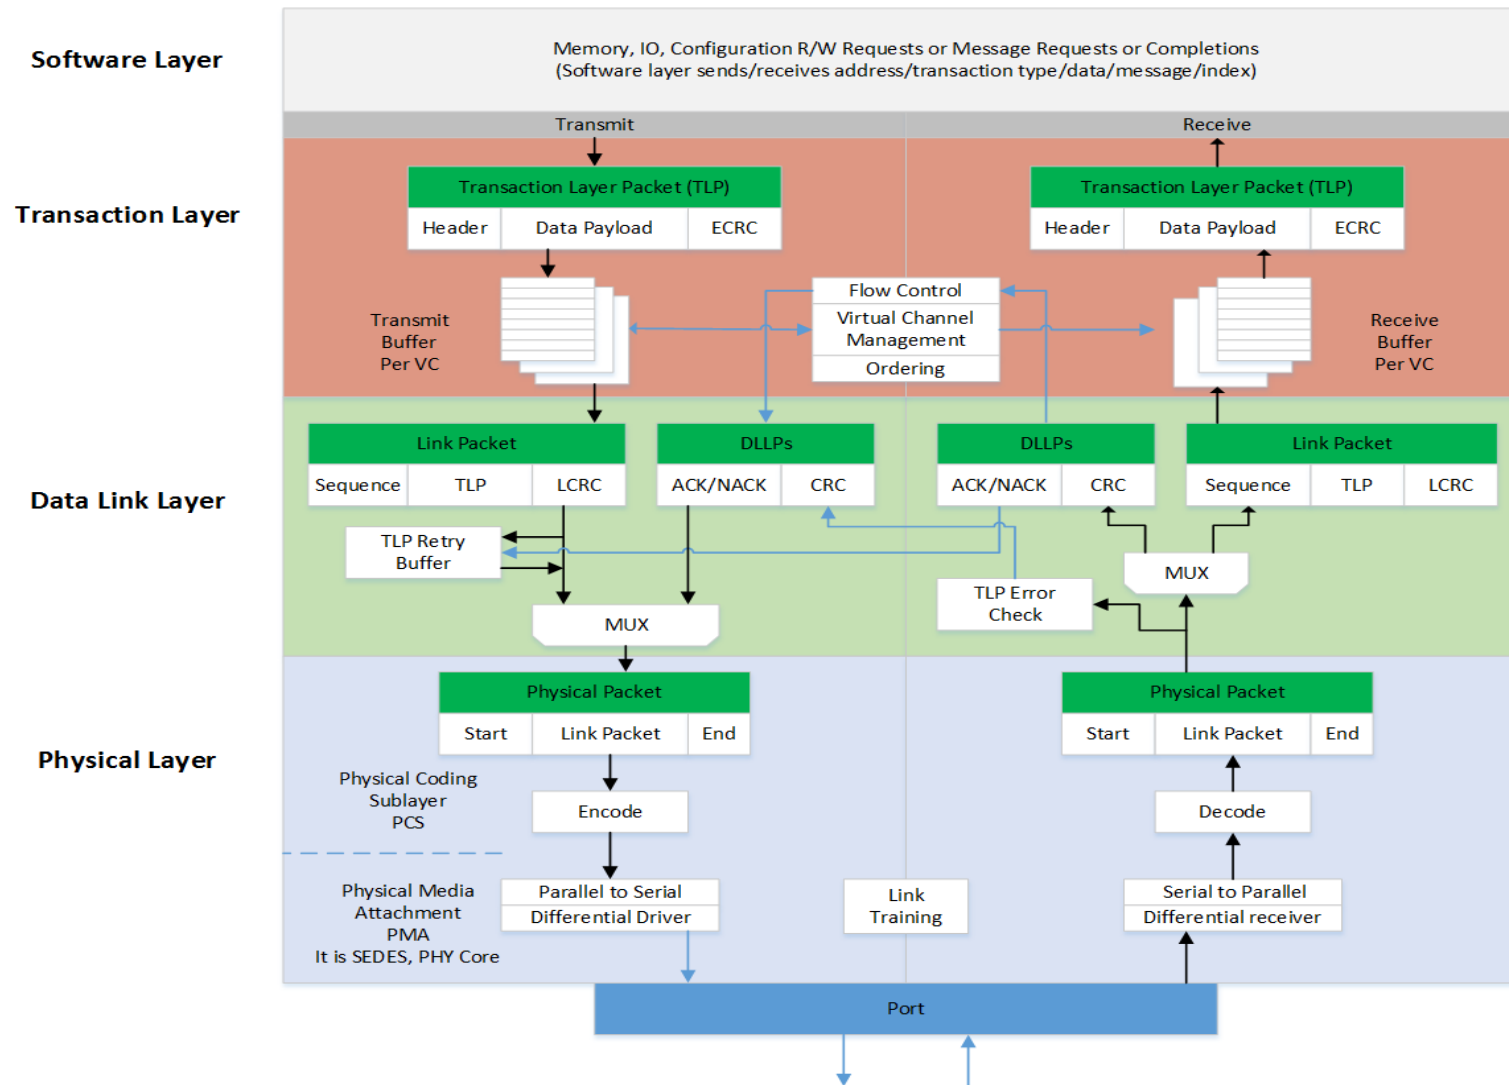 Software Layer
Memory, IO, Configuration R/W Requests or Message Requests or Completions
(Software layer sends/receives address/transaction type/data/message/index)
Transmit
Receive
Transaction Layer
Transaction Layer Packet (TLP)
Header
Data Payload
ECRC
Transaction Layer Packet (TLP)
Header
Data Payload
ECRC
Transmit
Buffer
Per VC
Flow Control
Virtual Channel
Management
Ordering
Receive
Buffer
Per VC
Data Link Layer
Link Packet
Sequence
TLP
LCRC
DLLPs
ACK/NACK
CRC
DLLPs
ACK/NACK
CRC
Link Packet
Sequence
TLP
LCRC
TLP Retry
Buffer
MUX
TLP Error
Check
MUX
Physical Layer
Physical Packet
Start
Link Packet
End
Physical Packet
Start
Link Packet
End
Physical Coding
Sublayer
PCS
Encode
Decode
Physical Media
Attachment
PMA
It is SEDES, PHY Core
Parallel to Serial
Differential Driver
Link
Training
Serial to Parallel
Differential receiver
Port